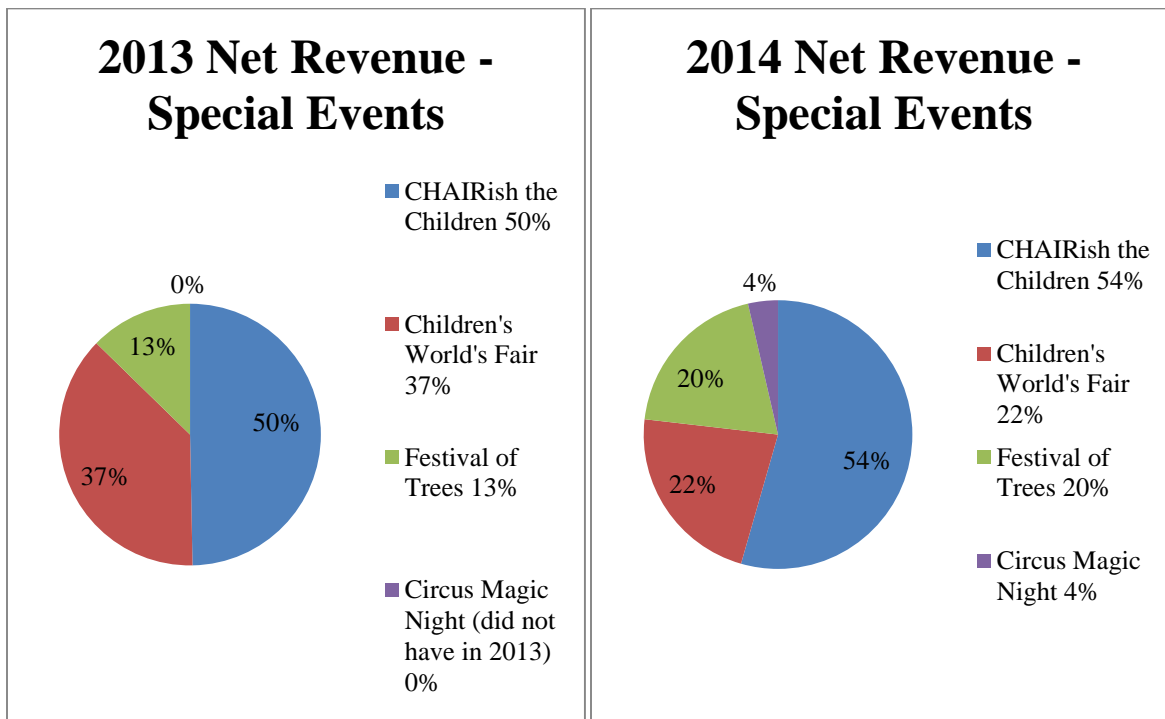 2013 Net Revenue -
Special Events
CHAIRish the
Children 50%
Children's
World's Fair
37%
Festival of
Trees 13%
Circus Magic
Night (did not
have in 2013)
0%
0%
13%
50%
37%
2014 Net Revenue -
Special Events
CHAIRish the
Children 54%
Children's
World's Fair
22%
Festival of
Trees 20%
Circus Magic
Night 4%
4%
20%
54%
22%